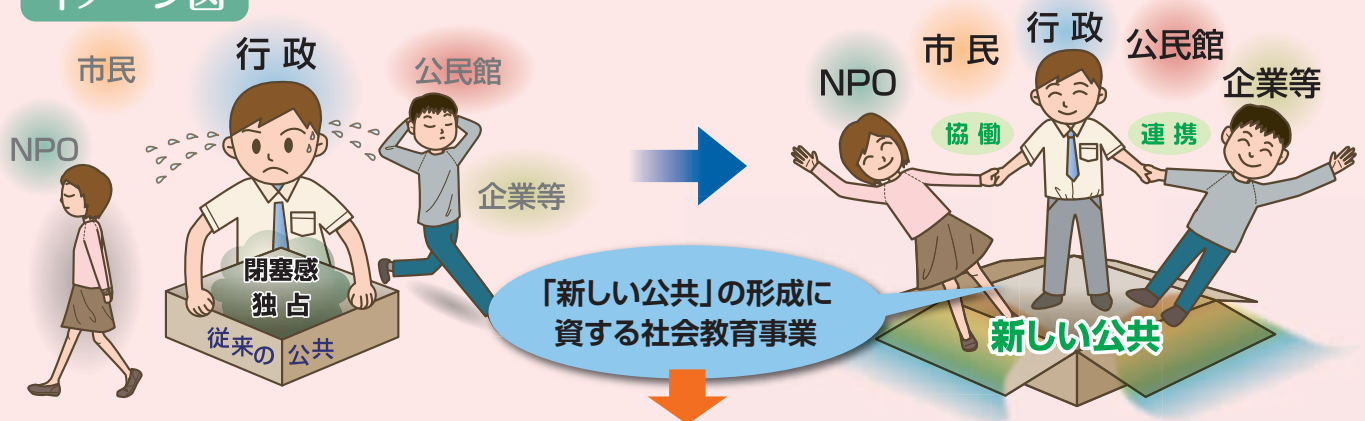 イメージ図
市民
行 政
公民館
NPO
企業等
閉塞感
独 占
従来の 公共
「新しい公共」の形成に
資する社会教育事業
NPO
市 民
行 政
公民館
企業等
協 働
連 携
新しい公共